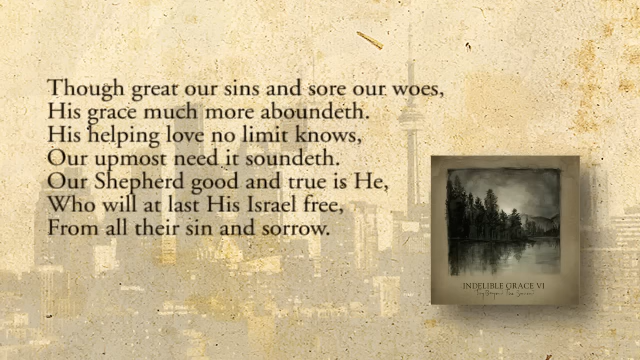 Though great our sins and sore our woes,
His grace much more aboundeth.
His helping love no limit knows,
Our upmost need it soundeth.
Our Shepherd good and true is He,
Who will at last His Israel free,
From all their sin and sorrow.
INDELIBLE GRACE VI